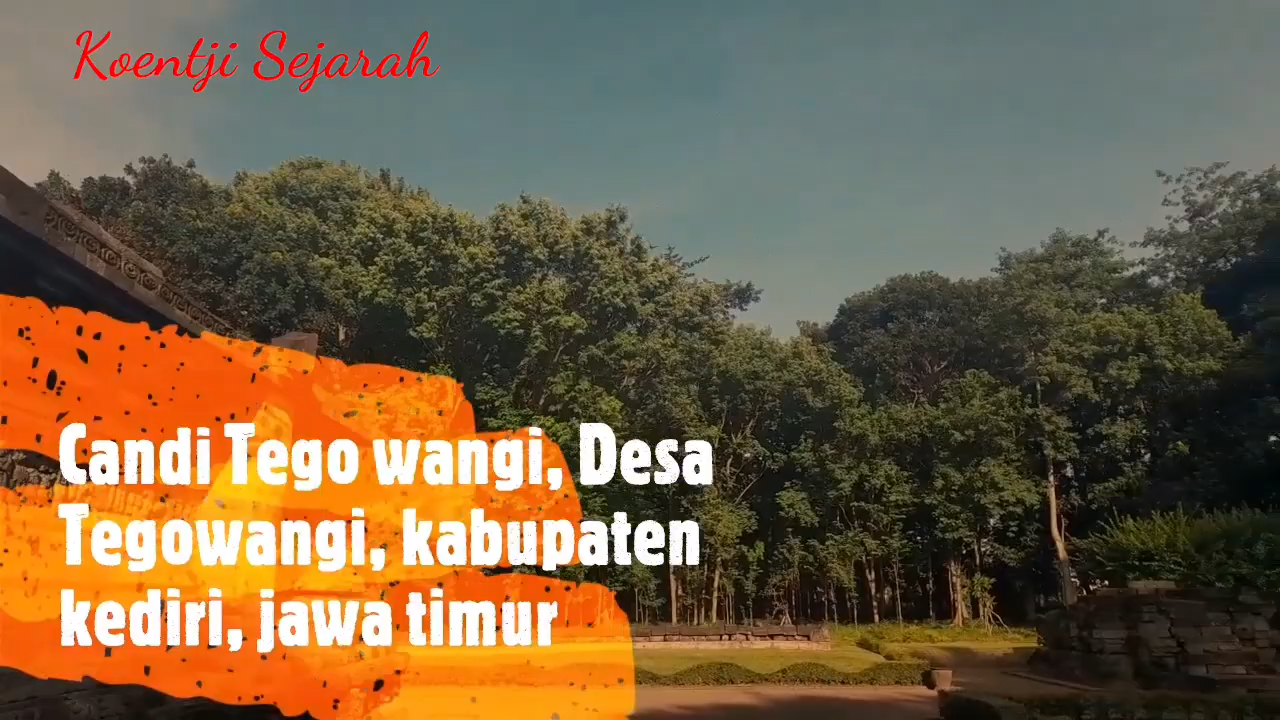 Koentji Sejarah
Candi Tego wangi, Desa
Tegowangi, kabupaten
kediri, jawa timur